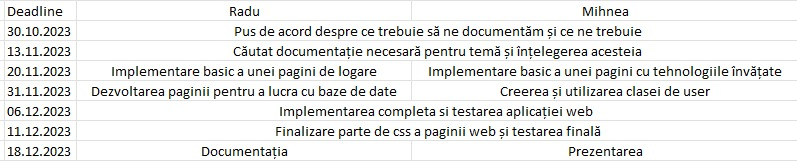 Deadline Radu Mihnea
30.10.2023 Pus de acord despre ce trebuie să ne documentăm și ce ne trebuie
13.11.2023 Căutat documentație necesară pentru temă și înțelegerea acesteia
20.11.2023 Implementare basic a unei pagini de logare Implementare basic a unei pagini cu tehnologiile învățate
31.11.2023 Dezvoltarea paginii pentru a lucra cu baze de date Creerea și utilizarea clasei de user
06.12.2023 Implementarea completa si testarea aplicației web
11.12.2023 Finalizare parte de css a paginii web și testarea finală
18.12.2023 Documentația Prezentarea